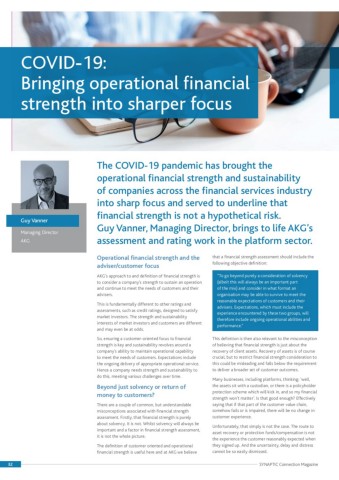 COVID-19:
Bringing operational financial
strength into sharper focus
The COVID-19 pandemic has brought the
operational financial strength and sustainability
of companies across the financial services industry
into sharp focus and served to underline that
financial strength is not a hypothetical risk.
Guy Vanner, Managing Director, brings to life AKG's
assessment and rating work in the platform sector.
Guy Vanner
Managing Director
AKG
Operational financial strength and the
adviser/customer focus
AKG's approach to and definition of financial strength is
to consider a company's strength to sustain an operation
and continue to meet the needs of customers and their
advisers.
This is fundamentally different to other ratings and
assessments, such as credit ratings, designed to satisfy
market investors. The strength and sustainability
interests of market investors and customers are different
and may even be at odds.
So, ensuring a customer-oriented focus to financial
strength is key and sustainability revolves around a
company's ability to maintain operational capability
to meet the needs of customers. Expectations include
the ongoing delivery of appropriate operational service.
Hence a company needs strength and sustainability to
do this, meeting various challenges over time.
Beyond just solvency or return of
money to customers?
There are a couple of common, but understandable
misconceptions associated with financial strength
assessment. Firstly, that financial strength is purely
about solvency. It is not. Whilst solvency will always be
important and a factor in financial strength assessment,
it is not the whole picture.
The definition of customer-oriented and operational
financial strength is useful here and at AKG we believe
that a financial strength assessment should include the
following objective definition:
"To go beyond purely a consideration of solvency
(albeit this will always be an important part
of the mix) and consider in what format an
organisation may be able to survive to meet the
reasonable expectations of customers and their
advisers. Expectations, which must include the
experience encountered by these two groups, will
therefore include ongoing operational abilities and
performance."
This definition is then also relevant to the misconception
of believing that financial strength is just about the
recovery of client assets. Recovery of assets is of course
crucial, but to restrict financial strength consideration to
this could be misleading and falls below the requirement
to deliver a broader set of customer outcomes.
Many businesses, including platforms, thinking: 'well,
the assets sit with a custodian, or there is a policyholder
protection scheme which will kick in, and so my financial
strength won't matter'. Is that good enough? Effectively
saying that if that part of the customer value chain,
somehow fails or is impaired, there will be no change in
customer experience.
Unfortunately, that simply is not the case. The route to
asset recovery or protection funds/compensation is not
the experience the customer reasonably expected when
they signed up. And the uncertainty, delay and distress
cannot be so easily dismissed.
32
SYNAPTIC Connection Magazine